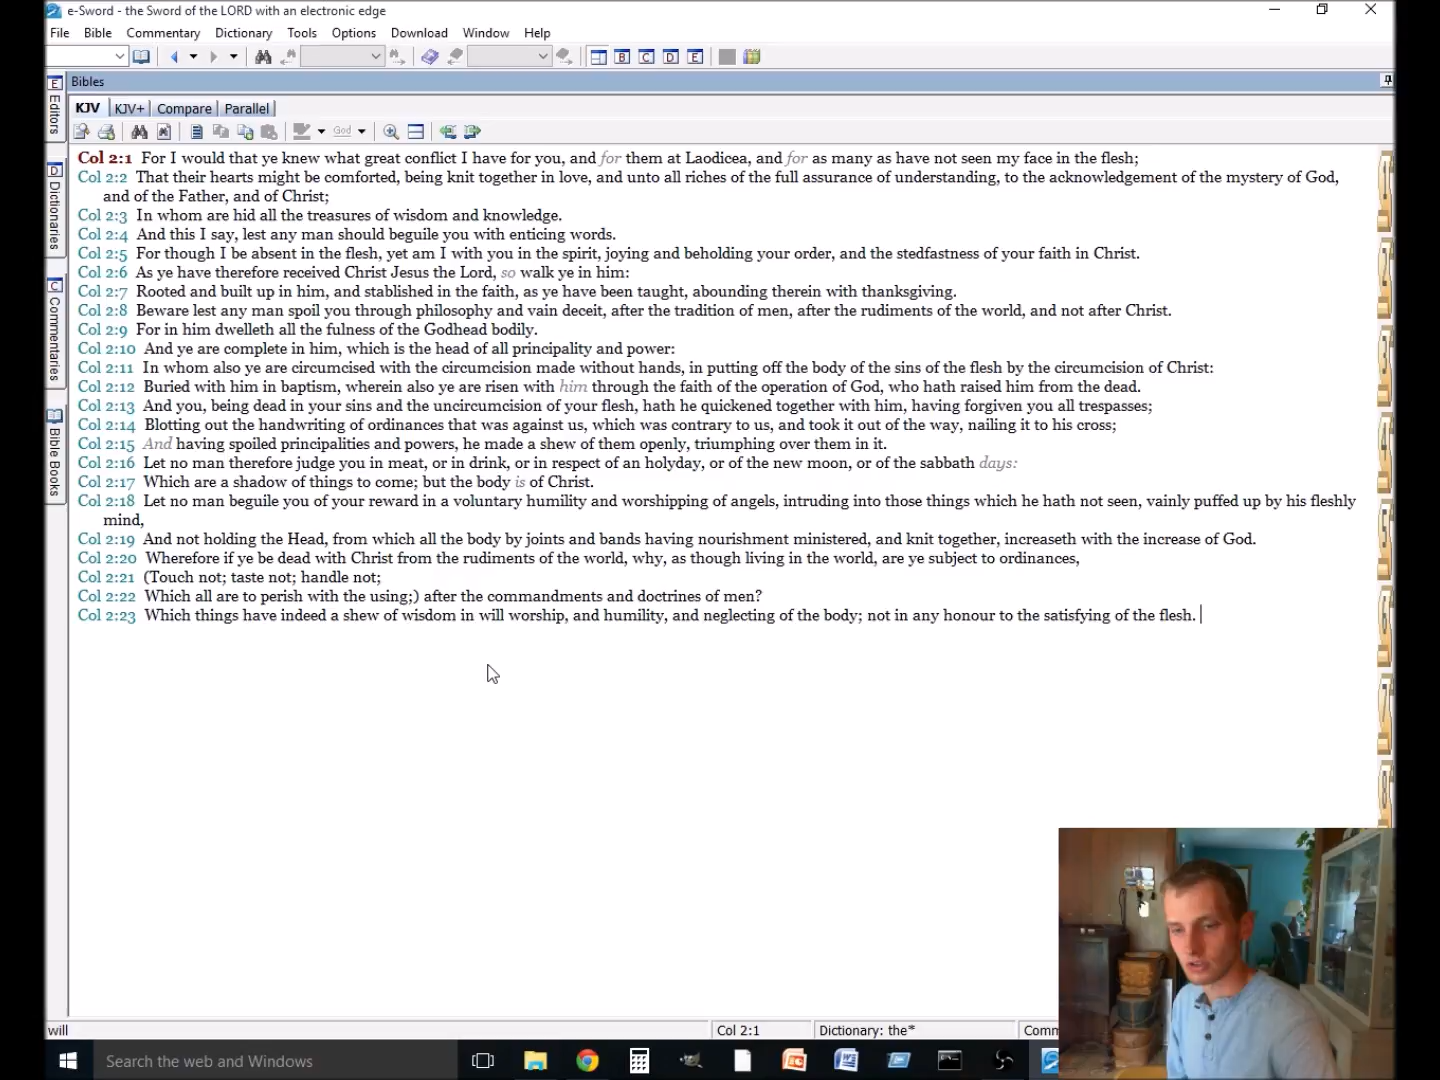 e-Sword - the Sword of the LORD with an electronic edge
File Bible Commentary Dictionary Tools Options Download Window Help
B C D E
Bibles
E Editors
D Dictionaries
C Commentaries
Bible Books
KJV KJV+ Compare Parallel
God
Col 2:1 For I would that ye knew what great conflict I have for you, and for them at Laodicea, and for as many as have not seen my face in the flesh;
Col 2:2 That their hearts might be comforted, being knit together in love, and unto all riches of the full assurance of understanding, to the acknowledgement of the mystery of God,
and of the Father, and of Christ;
Col 2:3 In whom are hid all the treasures of wisdom and knowledge.
Col 2:4 And this I say, lest any man should beguile you with enticing words.
Col 2:5 For though I be absent in the flesh, yet am I with you in the spirit, joying and beholding your order, and the stedfastness of your faith in Christ.
Col 2:6 As ye have therefore received Christ Jesus the Lord, so walk ye in him:
Col 2:7 Rooted and built up in him, and stablished in the faith, as ye have been taught, abounding therein with thanksgiving.
Col 2:8 Beware lest any man spoil you through philosophy and vain deceit, after the tradition of men, after the rudiments of the world, and not after Christ.
Col 2:9 For in him dwelleth all the fulness of the Godhead bodily.
Col 2:10 And ye are complete in him, which is the head of all principality and power:
Col 2:11 In whom also ye are circumcised with the circumcision made without hands, in putting off the body of the sins of the flesh by the circumcision of Christ:
Col 2:12 Buried with him in baptism, wherein also ye are risen with him through the faith of the operation of God, who hath raised him from the dead.
Col 2:13 And you, being dead in your sins and the uncircumcision of your flesh, hath he quickened together with him, having forgiven you all trespasses;
Col 2:14 Blotting out the handwriting of ordinances that was against us, which was contrary to us, and took it out of the way, nailing it to his cross;
Col 2:15 And having spoiled principalities and powers, he made a shew of them openly, triumphing over them in it.
Col 2:16 Let no man therefore judge you in meat, or in drink, or in respect of an holyday, or of the new moon, or of the sabbath days:
Col 2:17 Which are a shadow of things to come; but the body is of Christ.
Col 2:18 Let no man beguile you of your reward in a voluntary humility and worshipping of angels, intruding into those things which he hath not seen, vainly puffed up by his fleshly
mind,
Col 2:19 And not holding the Head, from which all the body by joints and bands having nourishment ministered, and knit together, increaseth with the increase of God.
Col 2:20 Wherefore if ye be dead with Christ from the rudiments of the world, why, as though living in the world, are ye subject to ordinances,
Col 2:21 (Touch not; taste not; handle not;
Col 2:22 Which all are to perish with the using;) after the commandments and doctrines of men?
Col 2:23 Which things have indeed a shew of wisdom in will worship, and humility, and neglecting of the body; not in any honour to the satisfying of the flesh.
1
2
3
4
5
6
7
8
will Col 2:1 Dictionary: the* Comm
Search the web and Windows